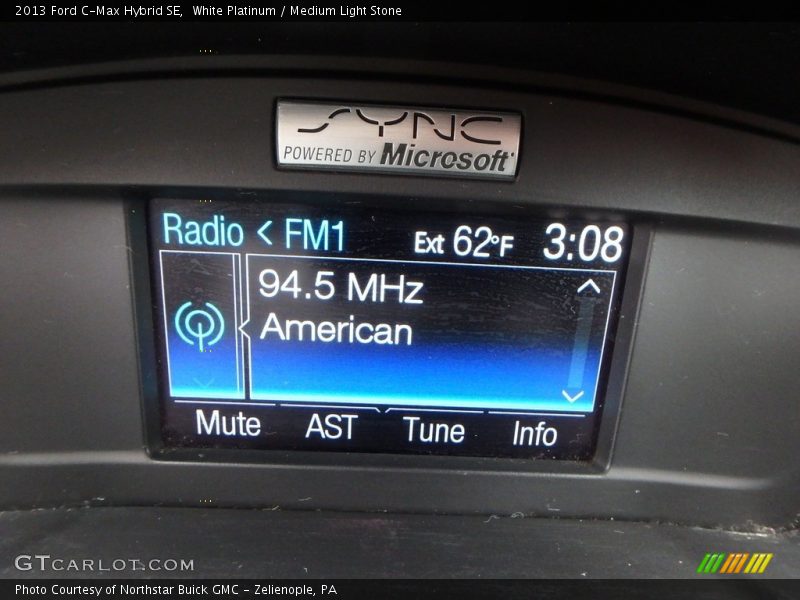 2013 Ford C-Max Hybrid SE, White Platinum / Medium Light Stone
SYNC
POWERED BY Microsoft
Radio < FM1 Ext 62°F 3:08
94.5 MHz
American
Mute AST Tune Info
GTCARLOT.COM
Photo Courtesy of Northstar Buick GMC - Zelienople, PA